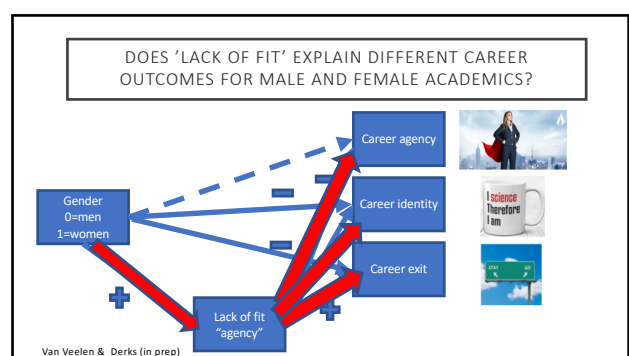 DOES ’LACK OF FIT’ EXPLAIN DIFFERENT CAREER
OUTCOMES FOR MALE AND FEMALE ACADEMICS?
Career agency
Gender
0=men
1=women
Career identity
I science
Therefore
I am
Career exit
STAY
GO
Lack of fit
“agency”
Van Veelen & Derks (in prep)